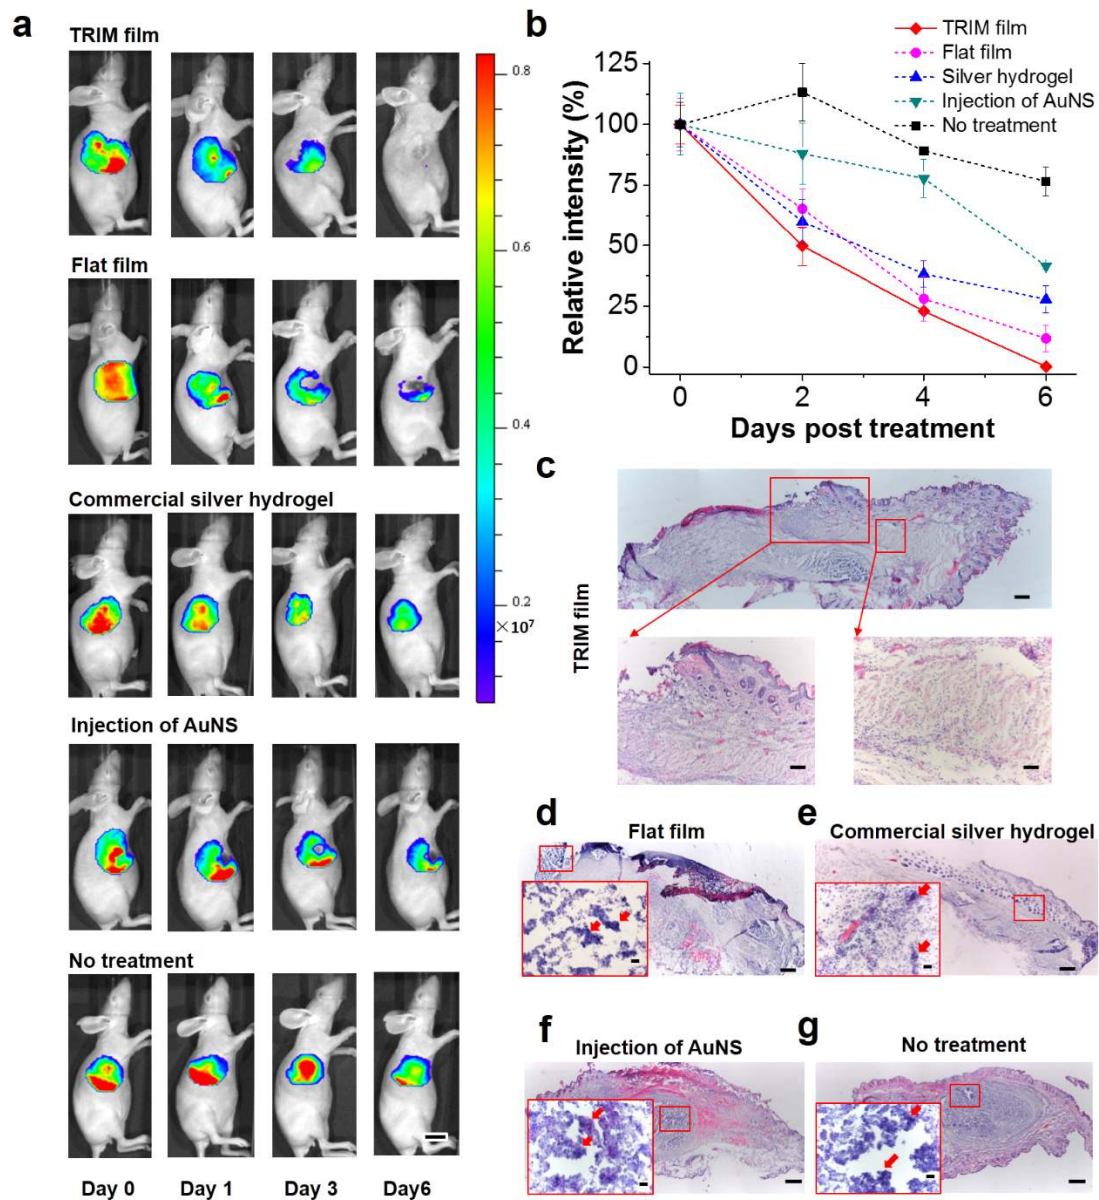 a
TRIM film
Flat film
Commercial silver hydrogel
Injection of AuNS
No treatment
Day 0
Day 1
Day 3
Day6
0.8
0.6
0.4
0.2
×10⁷
b
TRIM film
Flat film
Silver hydrogel
Injection of AuNS
No treatment
Relative intensity (%)
125
100
75
50
25
0
0
2
4
6
Days post treatment
c
TRIM film
d
Flat film
e
Commercial silver hydrogel
f
Injection of AuNS
g
No treatment